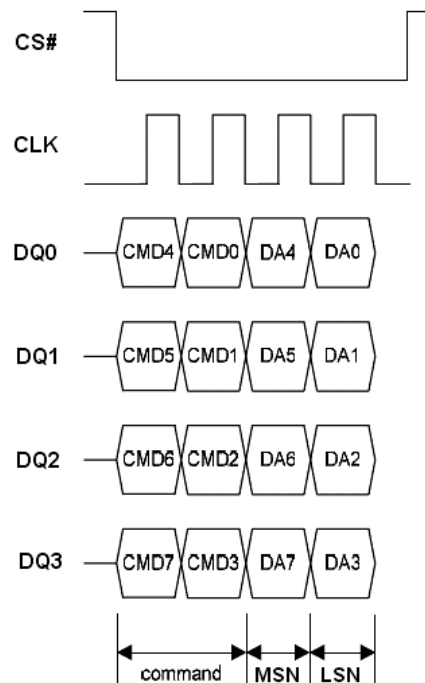 CS#
CLK
DQ0 CMD4 CMD0 DA4 DA0
DQ1 CMD5 CMD1 DA5 DA1
DQ2 CMD6 CMD2 DA6 DA2
DQ3 CMD7 CMD3 DA7 DA3
command MSN LSN